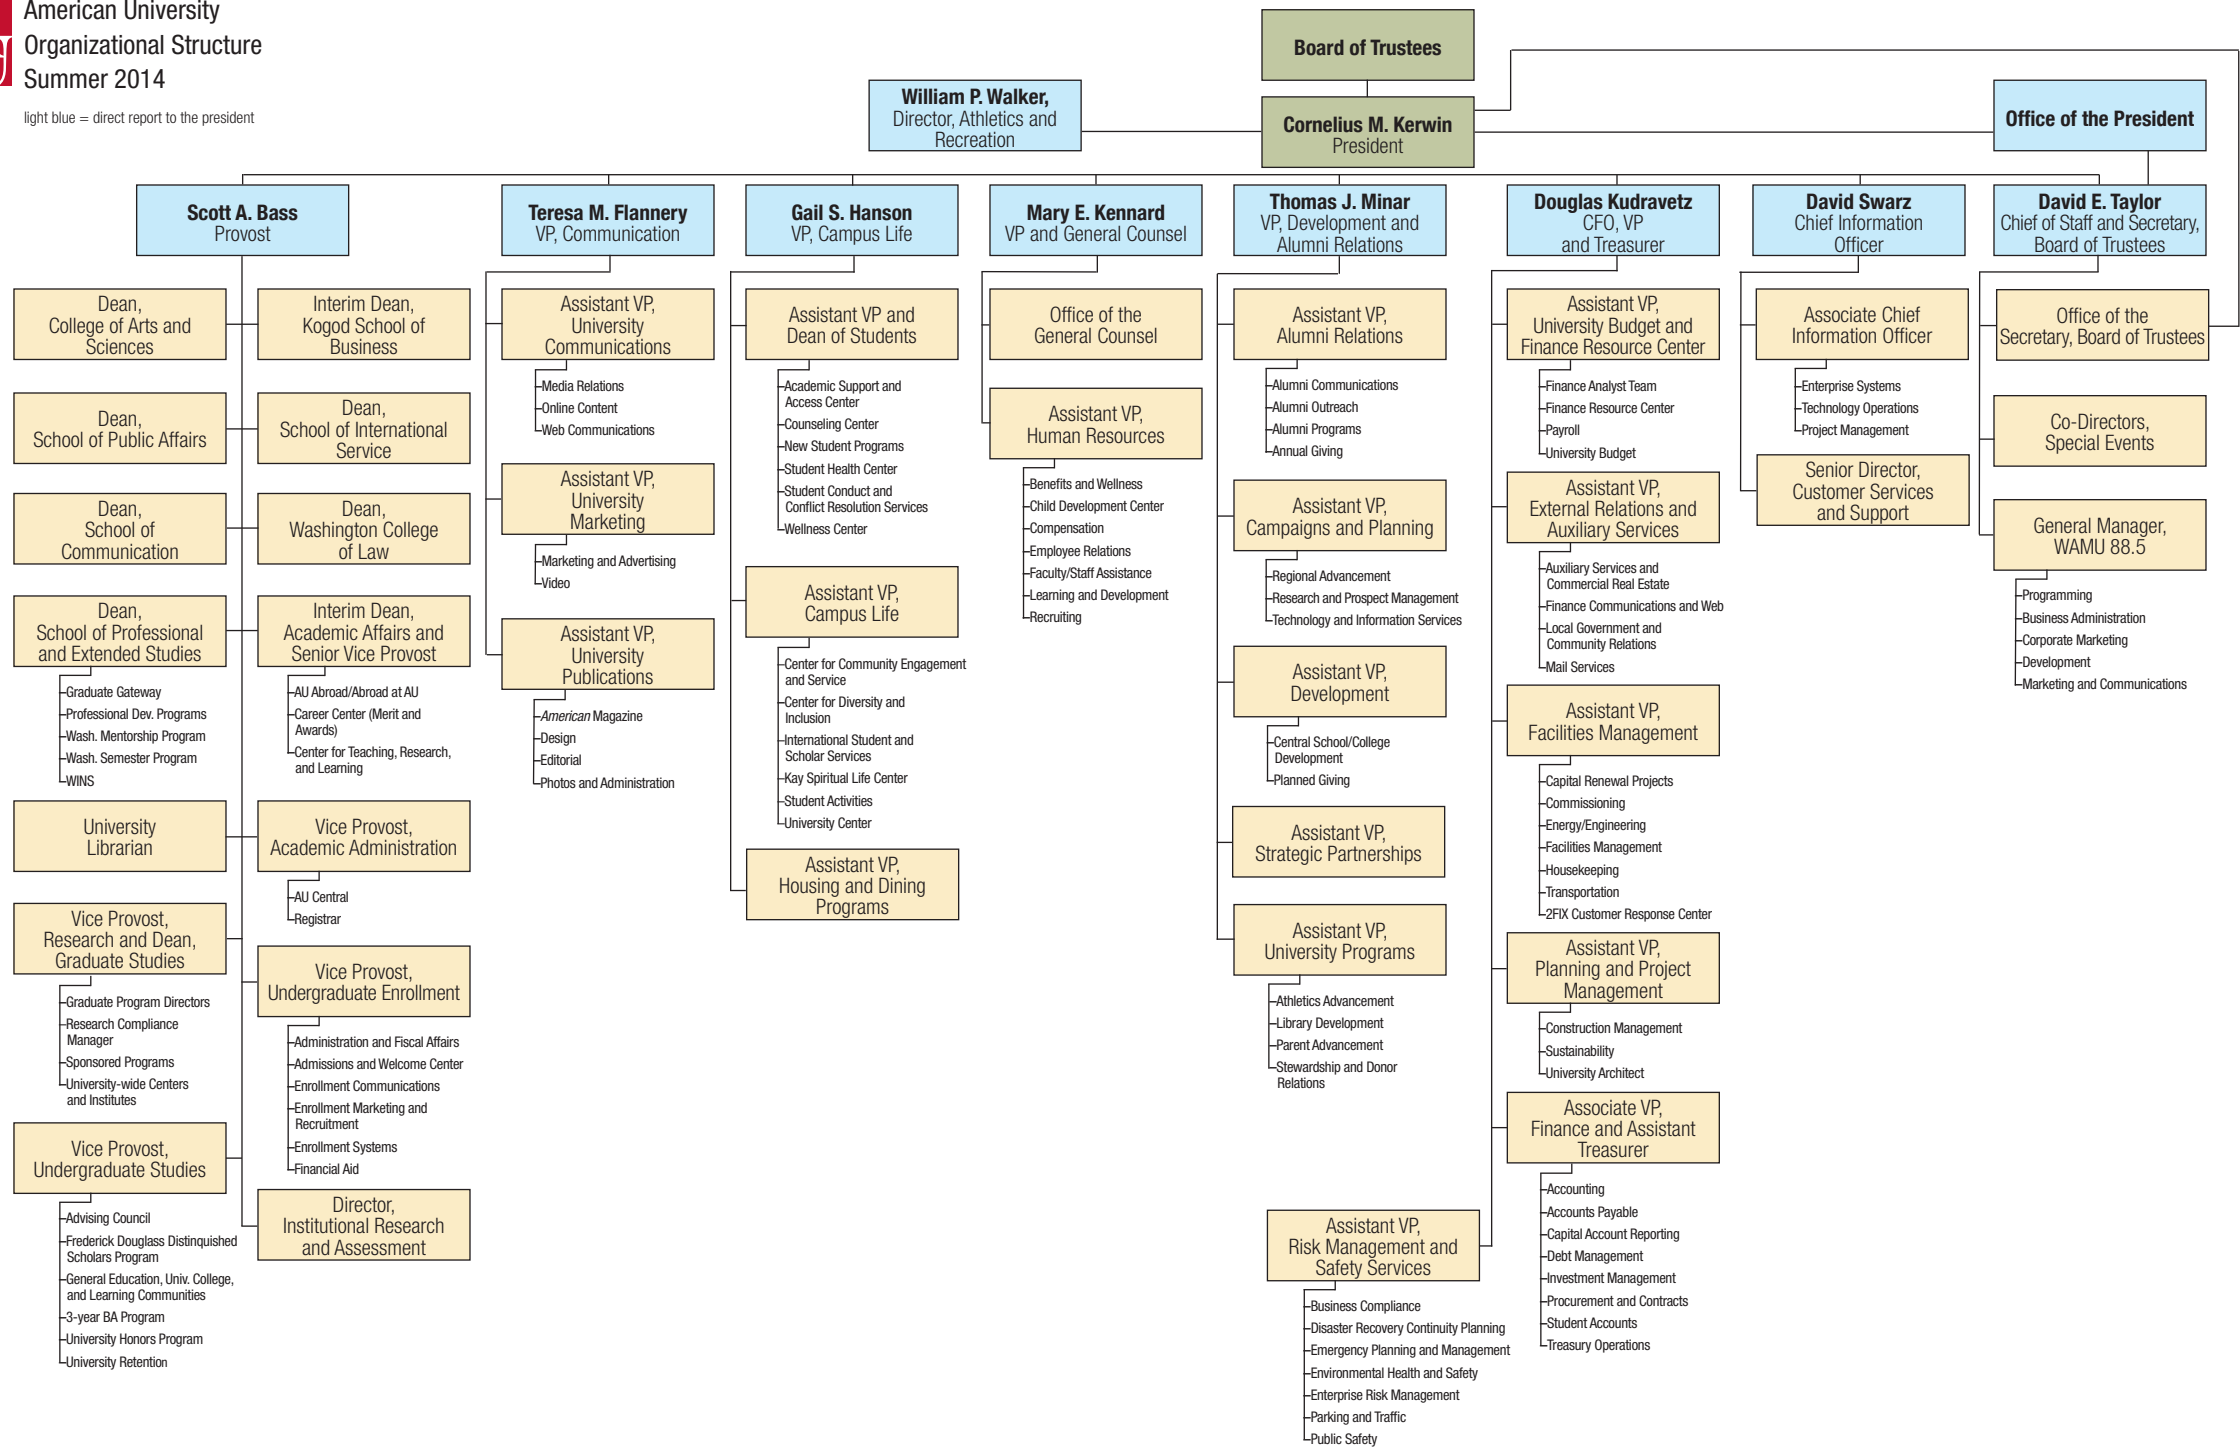 American University
Organizational Structure
Summer 2014
light blue = direct report to the president
Board of Trustees
William P. Walker,
Director, Athletics and
Recreation
Cornelius M. Kerwin
President
Office of the President
Scott A. Bass
Provost
Teresa M. Flannery
VP, Communication
Gail S. Hanson
VP, Campus Life
Mary E. Kennard
VP and General Counsel
Thomas J. Minar
VP, Development and
Alumni Relations
Douglas Kudravetz
CFO, VP
and Treasurer
David Swarz
Chief Information
Officer
David E. Taylor
Chief of Staff and Secretary,
Board of Trustees
Dean,
College of Arts and
Sciences
Interim Dean,
Kogod School of
Business
Dean,
School of Public Affairs
Dean,
School of International
Service
Dean,
School of
Communication
Dean,
Washington College
of Law
Dean,
School of Professional
and Extended Studies
Graduate Gateway
Professional Dev. Programs
Wash. Mentorship Program
Wash. Semester Program
WINS
Interim Dean,
Academic Affairs and
Senior Vice Provost
AU Abroad/Abroad at AU
Career Center (Merit and
Awards)
Center for Teaching, Research,
and Learning
University
Librarian
Vice Provost,
Academic Administration
AU Central
Registrar
Vice Provost,
Research and Dean,
Graduate Studies
Graduate Program Directors
Research Compliance
Manager
Sponsored Programs
University-wide Centers
and Institutes
Vice Provost,
Undergraduate Enrollment
Administration and Fiscal Affairs
Admissions and Welcome Center
Enrollment Communications
Enrollment Marketing and
Recruitment
Enrollment Systems
Financial Aid
Vice Provost,
Undergraduate Studies
Advising Council
Frederick Douglass Distinquished
Scholars Program
General Education, Univ. College,
and Learning Communities
3-year BA Program
University Honors Program
University Retention
Director,
Institutional Research
and Assessment
Assistant VP,
University
Communications
Media Relations
Online Content
Web Communications
Assistant VP,
University
Marketing
Marketing and Advertising
Video
Assistant VP,
University
Publications
American Magazine
Design
Editorial
Photos and Administration
Assistant VP and
Dean of Students
Academic Support and
Access Center
Counseling Center
New Student Programs
Student Health Center
Student Conduct and
Conflict Resolution Services
Wellness Center
Assistant VP,
Campus Life
Center for Community Engagement
and Service
Center for Diversity and
Inclusion
International Student and
Scholar Services
Kay Spiritual Life Center
Student Activities
University Center
Assistant VP,
Housing and Dining
Programs
Office of the
General Counsel
Assistant VP,
Human Resources
Benefits and Wellness
Child Development Center
Compensation
Employee Relations
Faculty/Staff Assistance
Learning and Development
Recruiting
Assistant VP,
Alumni Relations
Alumni Communications
Alumni Outreach
Alumni Programs
Annual Giving
Assistant VP,
Campaigns and Planning
Regional Advancement
Research and Prospect Management
Technology and Information Services
Assistant VP,
Development
Central School/College
Development
Planned Giving
Assistant VP,
Strategic Partnerships
Assistant VP,
University Programs
Athletics Advancement
Library Development
Parent Advancement
Stewardship and Donor
Relations
Assistant VP,
University Budget and
Finance Resource Center
Finance Analyst Team
Finance Resource Center
Payroll
University Budget
Assistant VP,
External Relations and
Auxiliary Services
Auxiliary Services and
Commercial Real Estate
Finance Communications and Web
Local Government and
Community Relations
Mail Services
Assistant VP,
Facilities Management
Capital Renewal Projects
Commissioning
Energy/Engineering
Facilities Management
Housekeeping
Transportation
2FIX Customer Response Center
Assistant VP,
Planning and Project
Management
Construction Management
Sustainability
University Architect
Associate VP,
Finance and Assistant
Treasurer
Accounting
Accounts Payable
Capital Account Reporting
Debt Management
Investment Management
Procurement and Contracts
Student Accounts
Treasury Operations
Assistant VP,
Risk Management and
Safety Services
Business Compliance
Disaster Recovery Continuity Planning
Emergency Planning and Management
Environmental Health and Safety
Enterprise Risk Management
Parking and Traffic
Public Safety
Associate Chief
Information Officer
Enterprise Systems
Technology Operations
Project Management
Senior Director,
Customer Services
and Support
Office of the
Secretary, Board of Trustees
Co-Directors,
Special Events
General Manager,
WAMU 88.5
Programming
Business Administration
Corporate Marketing
Development
Marketing and Communications